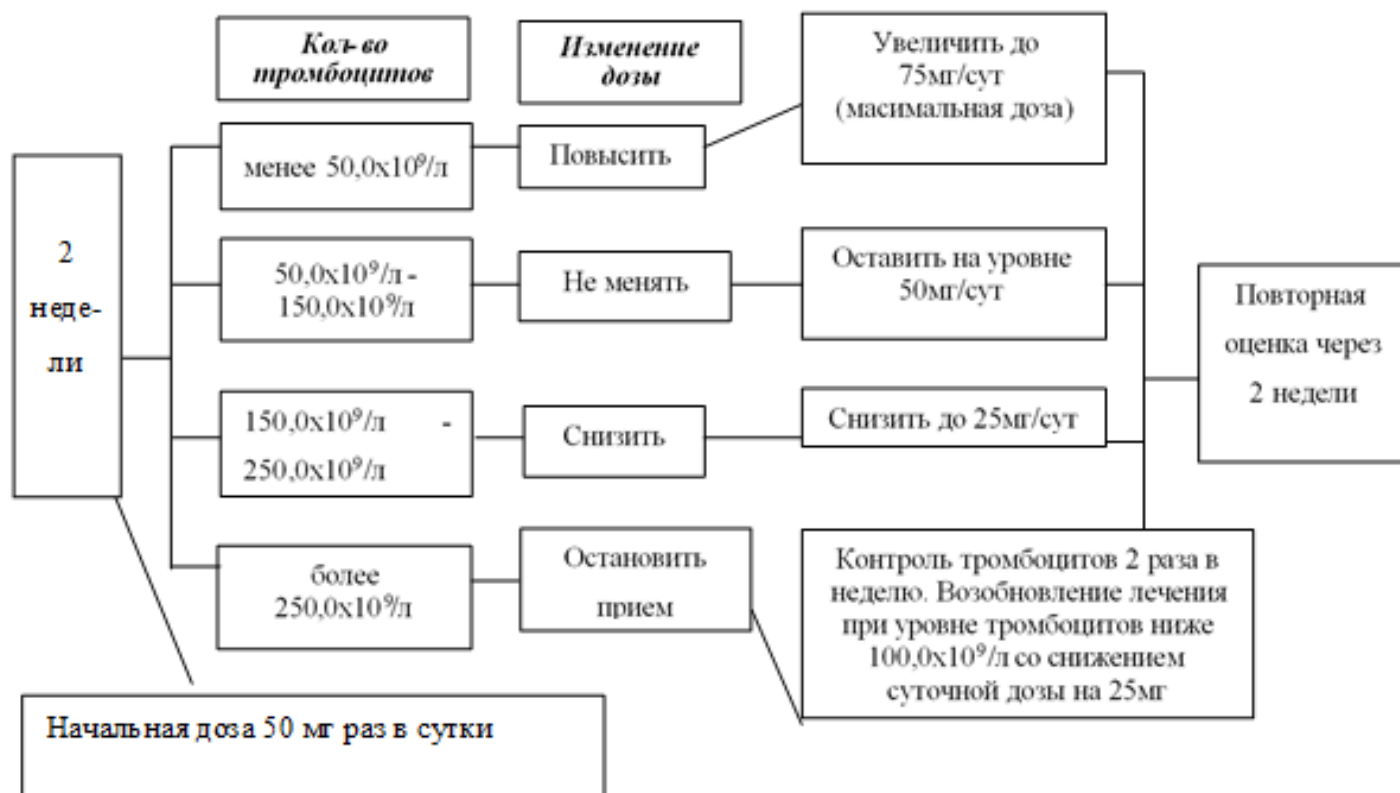 Кол-во
тромбоцитов
Изменение
дозы
Увеличить до
75мг/сут
(масимальная доза)
менее 50,0х10⁹/л
Повысить
2
неде-
ли
50,0х10⁹/л -
150,0х10⁹/л
Не менять
Оставить на уровне
50мг/сут
Повторная
оценка через
2 недели
150,0х10⁹/л -
250,0х10⁹/л
Снизить
Снизить до 25мг/сут
более
250,0х10⁹/л
Остановить
прием
Контроль тромбоцитов 2 раза в
неделю. Возобновление лечения
при уровне тромбоцитов ниже
100,0х10⁹/л со снижением
суточной дозы на 25мг
Начальная доза 50 мг раз в сутки